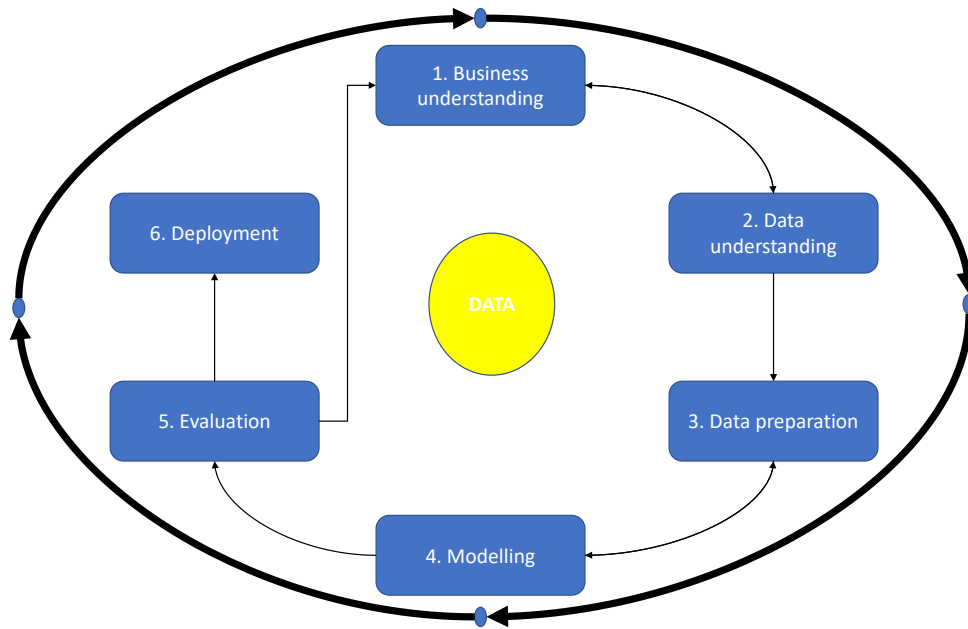 1. Business
understanding
2. Data
understanding
6. Deployment
DATA
5. Evaluation
3. Data preparation
4. Modelling